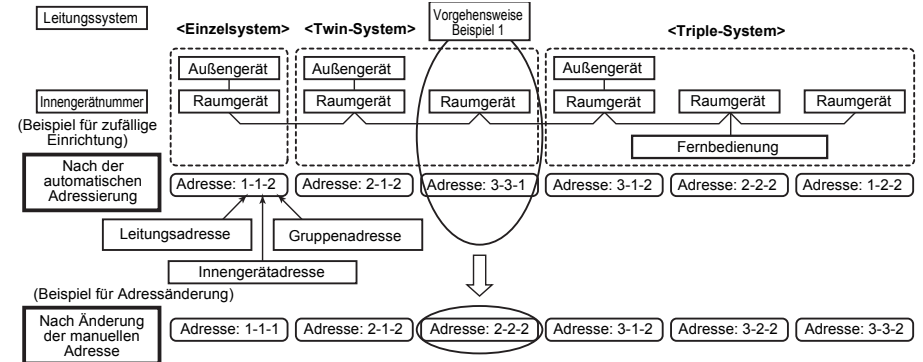 Leitungssystem
<Einzelsystem>
<Twin-System>
Vorgehensweise
Beispiel 1
<Triple-System>
Außengerät
Außengerät
Außengerät
Innengerätnummer
Raumgerät
Raumgerät
Raumgerät
Raumgerät
Raumgerät
Raumgerät
(Beispiel für zufällige
Einrichtung)
Fernbedienung
Nach der
automatischen
Adressierung
Adresse: 1-1-2
Adresse: 2-1-2
Adresse: 3-3-1
Adresse: 3-1-2
Adresse: 2-2-2
Adresse: 1-2-2
Leitungsadresse
Gruppenadresse
Innengerätadresse
(Beispiel für Adressänderung)
Nach Änderung
der manuellen
Adresse
Adresse: 1-1-1
Adresse: 2-1-2
Adresse: 2-2-2
Adresse: 3-1-2
Adresse: 3-2-2
Adresse: 3-3-2